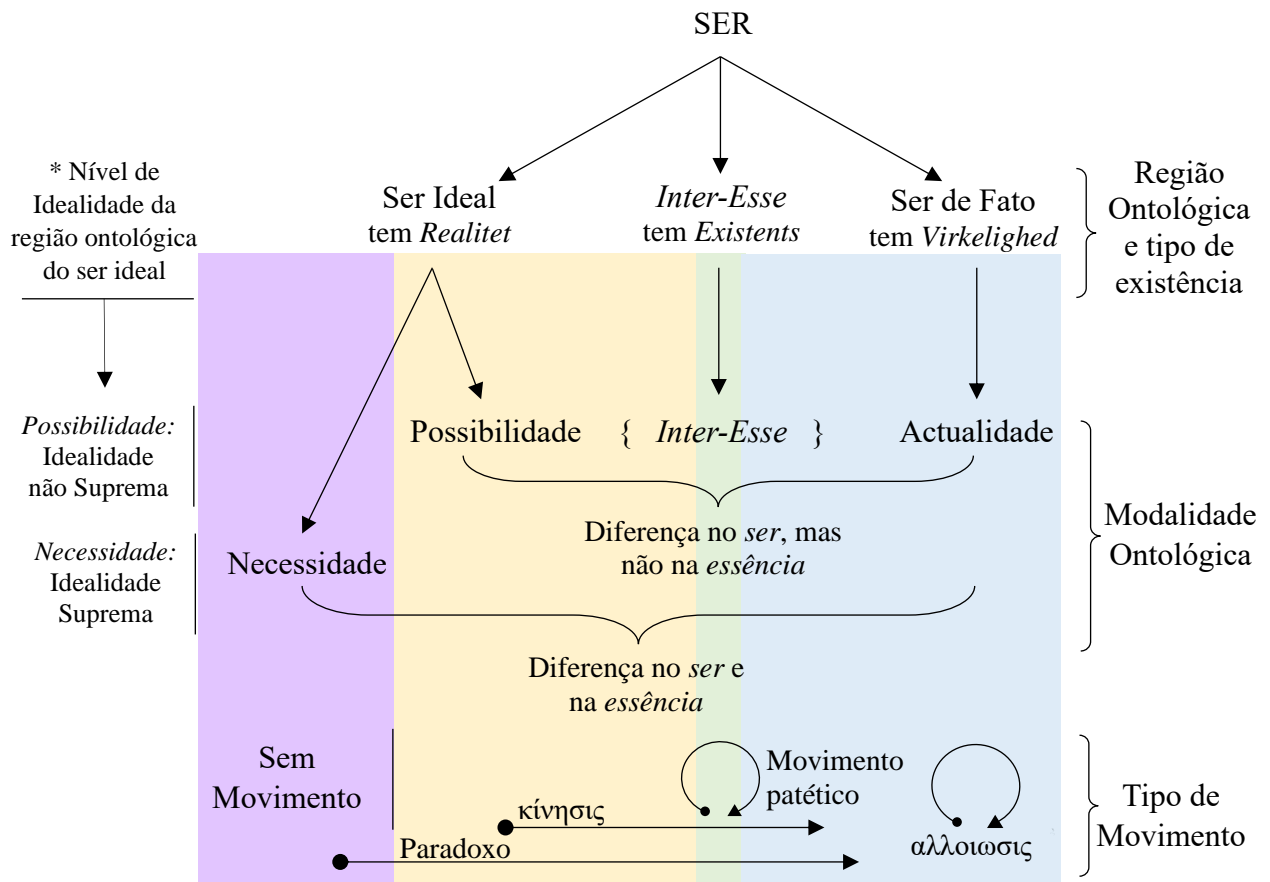 SER
* Nível de
Idealidade da
região ontológica
do ser ideal
Ser Ideal
tem Realitet
Inter-Esse
tem Existents
Ser de Fato
tem Virkelighed
Região
Ontológica
e tipo de
existência
Possibilidade:
Idealidade
não Suprema
Possibilidade { Inter-Esse } Actualidade
Diferença no ser, mas
não na essência
Modalidade
Ontológica
Necessidade:
Idealidade
Suprema
Necessidade
Diferença no ser e
na essência
Sem
Movimento
Movimento
patético
κίνησις
αλλοιωσις
Paradoxo
Tipo de
Movimento